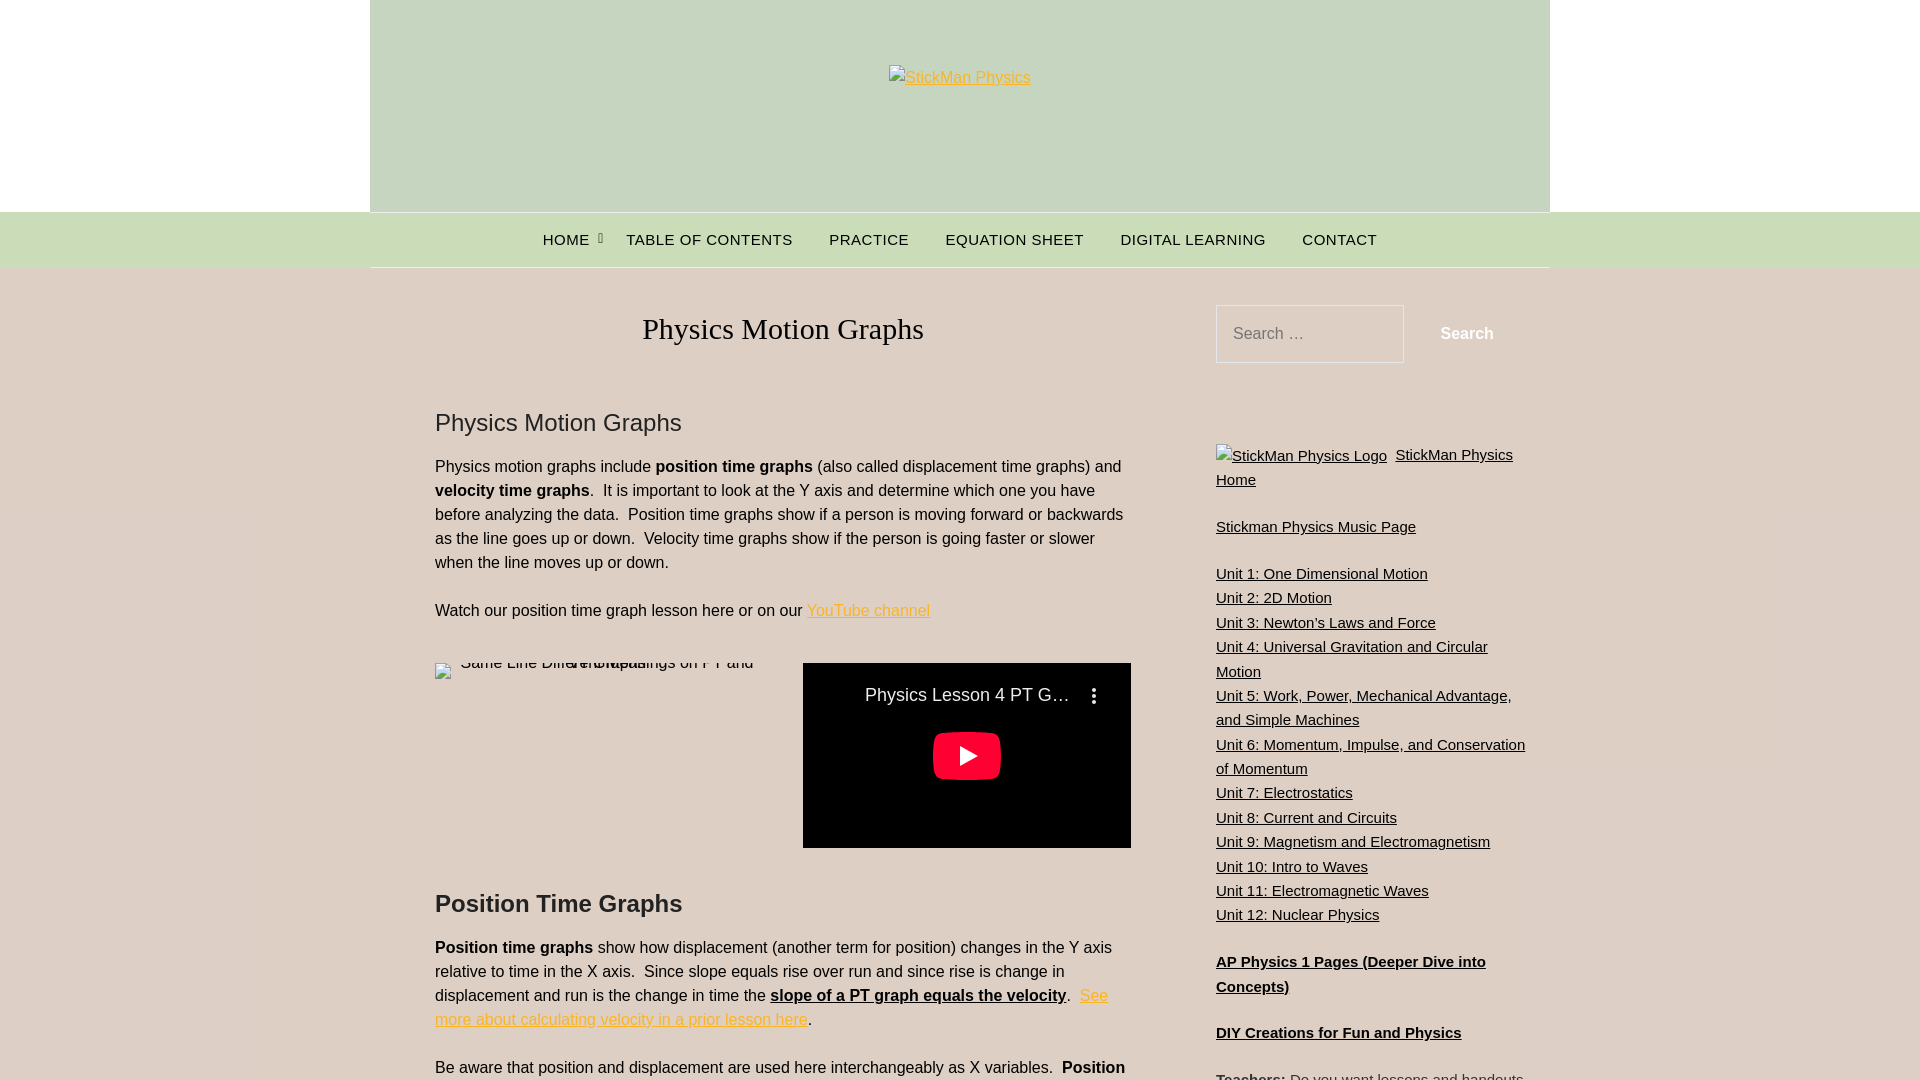 StickMan Physics
HOME
TABLE OF CONTENTS
PRACTICE
EQUATION SHEET
DIGITAL LEARNING
CONTACT
Physics Motion Graphs
Physics Motion Graphs
Physics motion graphs include position time graphs (also called displacement time graphs) and
velocity time graphs.  It is important to look at the Y axis and determine which one you have
before analyzing the data.  Position time graphs show if a person is moving forward or backwards
as the line goes up or down.  Velocity time graphs show if the person is going faster or slower
when the line moves up or down.
Watch our position time graph lesson here or on our YouTube channel
Same Line Different Meanings on PT and
Physics Lesson 4 PT G…
Position Time Graphs
Position time graphs show how displacement (another term for position) changes in the Y axis
relative to time in the X axis.  Since slope equals rise over run and since rise is change in
displacement and run is the change in time the slope of a PT graph equals the velocity.  See
more about calculating velocity in a prior lesson here.
Be aware that position and displacement are used here interchangeably as X variables.  Position
Search …
Search
StickMan Physics Logo  StickMan Physics
Home
Stickman Physics Music Page
Unit 1: One Dimensional Motion
Unit 2: 2D Motion
Unit 3: Newton’s Laws and Force
Unit 4: Universal Gravitation and Circular
Motion
Unit 5: Work, Power, Mechanical Advantage,
and Simple Machines
Unit 6: Momentum, Impulse, and Conservation
of Momentum
Unit 7: Electrostatics
Unit 8: Current and Circuits
Unit 9: Magnetism and Electromagnetism
Unit 10: Intro to Waves
Unit 11: Electromagnetic Waves
Unit 12: Nuclear Physics
AP Physics 1 Pages (Deeper Dive into
Concepts)
DIY Creations for Fun and Physics
Teachers: Do you want lessons and handouts